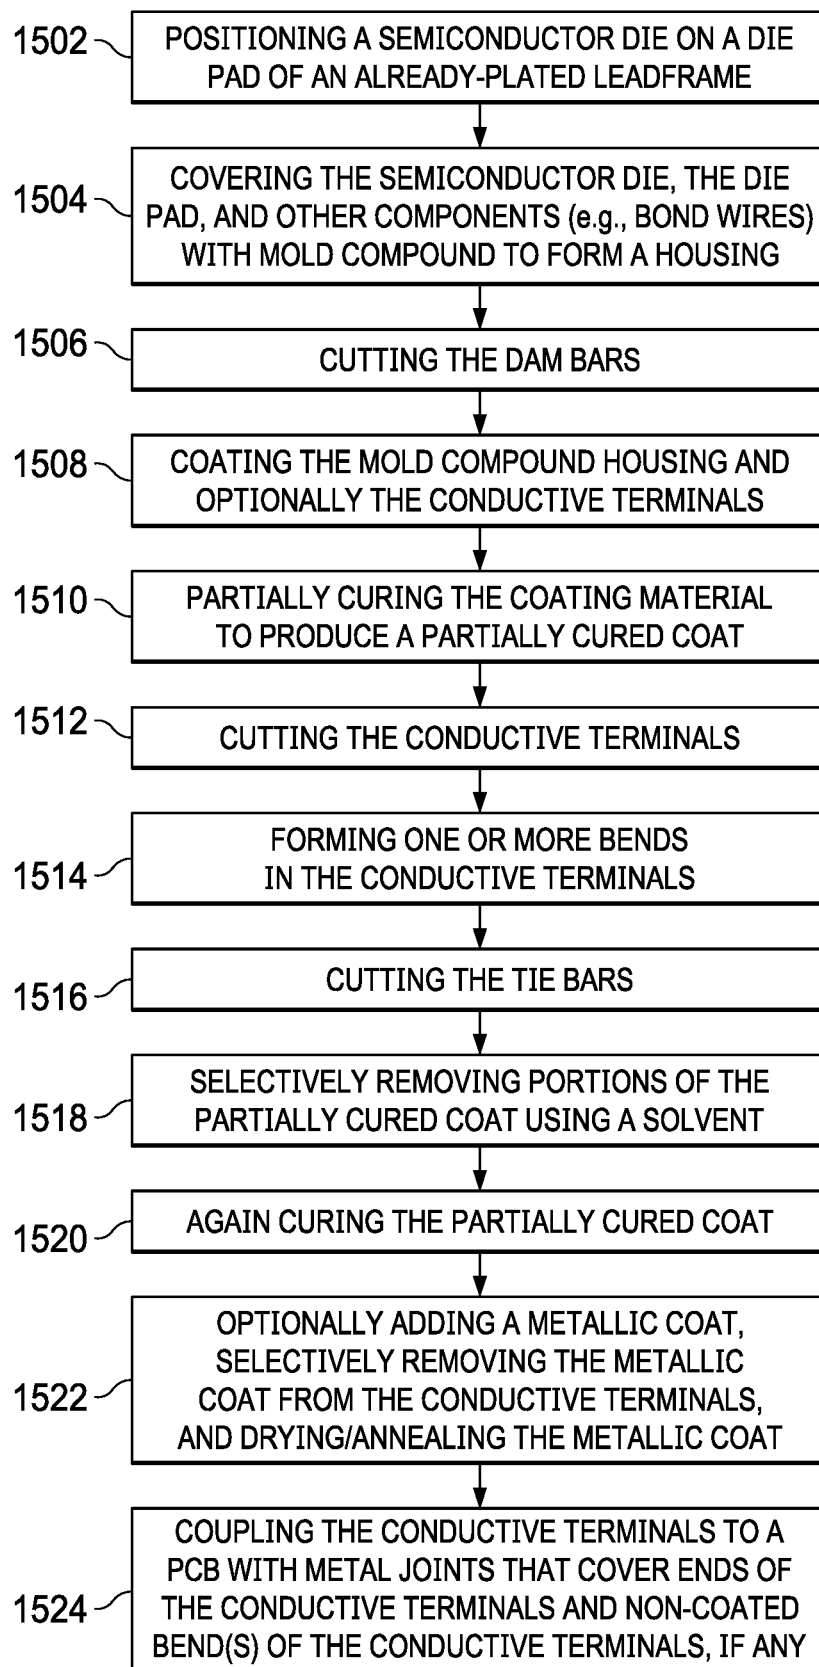 1502
POSITIONING A SEMICONDUCTOR DIE ON A DIE
PAD OF AN ALREADY-PLATED LEADFRAME
1504
COVERING THE SEMICONDUCTOR DIE, THE DIE
PAD, AND OTHER COMPONENTS (e.g., BOND WIRES)
WITH MOLD COMPOUND TO FORM A HOUSING
1506
CUTTING THE DAM BARS
1508
COATING THE MOLD COMPOUND HOUSING AND
OPTIONALLY THE CONDUCTIVE TERMINALS
1510
PARTIALLY CURING THE COATING MATERIAL
TO PRODUCE A PARTIALLY CURED COAT
1512
CUTTING THE CONDUCTIVE TERMINALS
1514
FORMING ONE OR MORE BENDS
IN THE CONDUCTIVE TERMINALS
1516
CUTTING THE TIE BARS
1518
SELECTIVELY REMOVING PORTIONS OF THE
PARTIALLY CURED COAT USING A SOLVENT
1520
AGAIN CURING THE PARTIALLY CURED COAT
1522
OPTIONALLY ADDING A METALLIC COAT,
SELECTIVELY REMOVING THE METALLIC
COAT FROM THE CONDUCTIVE TERMINALS,
AND DRYING/ANNEALING THE METALLIC COAT
1524
COUPLING THE CONDUCTIVE TERMINALS TO A
PCB WITH METAL JOINTS THAT COVER ENDS OF
THE CONDUCTIVE TERMINALS AND NON-COATED
BEND(S) OF THE CONDUCTIVE TERMINALS, IF ANY